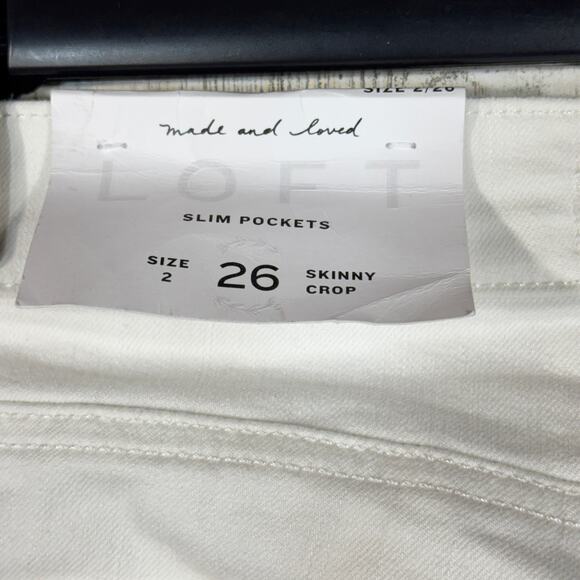 SIZE 2/26
made and loved
LOFT
SLIM POCKETS
SIZE 2
26
SKINNY CROP